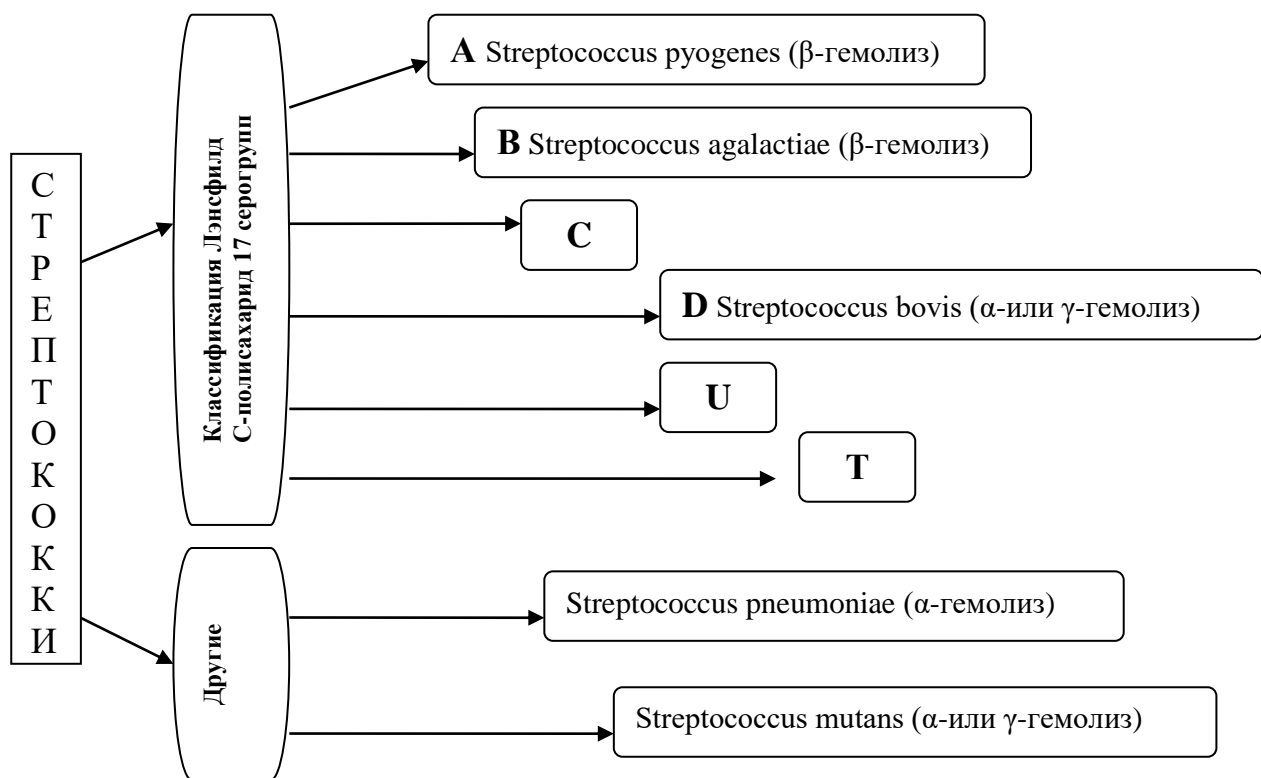 СТРЕПТОКОККИ
Классификация Лэнсфилд
С-полисахарид 17 серогрупп
A Streptococcus pyogenes (β-гемолиз)
B Streptococcus agalactiae (β-гемолиз)
C
D Streptococcus bovis (α-или γ-гемолиз)
U
T
Другие
Streptococcus pneumoniae (α-гемолиз)
Streptococcus mutans (α-или γ-гемолиз)